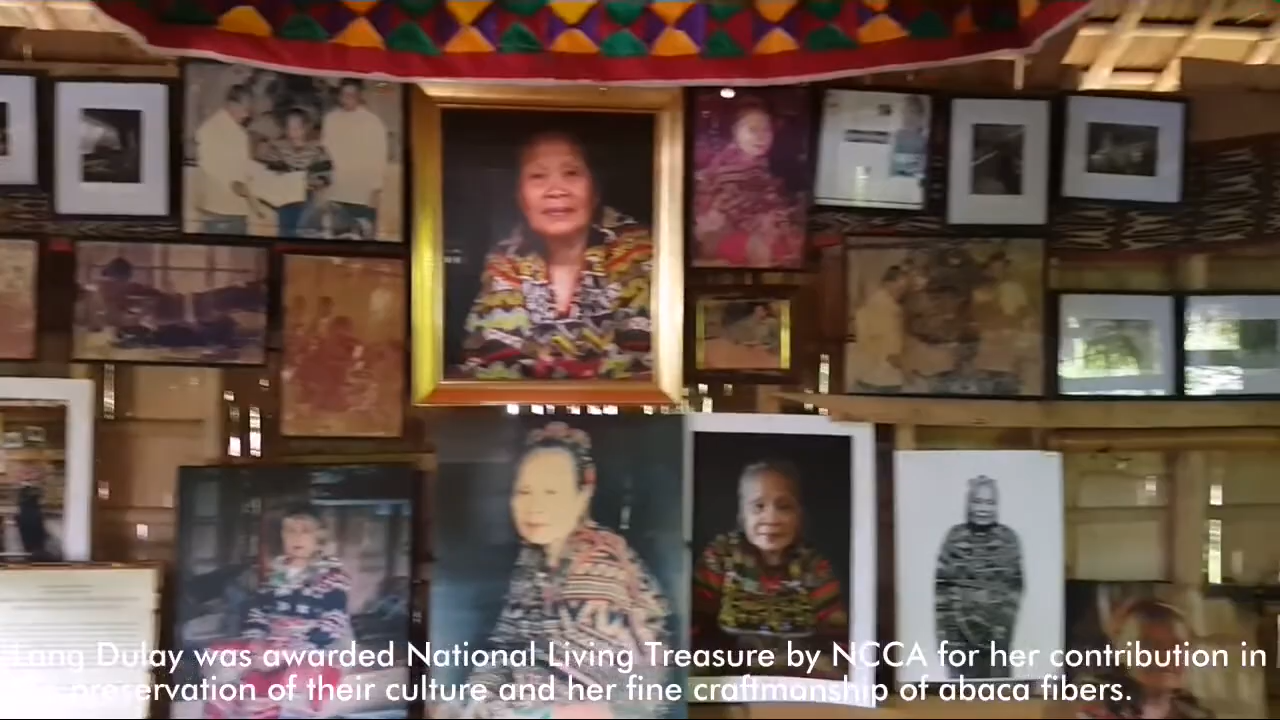 Lang Dulay was awarded National Living Treasure by NCCA for her contribution in
preservation of their culture and her fine craftmanship of abaca fibers.